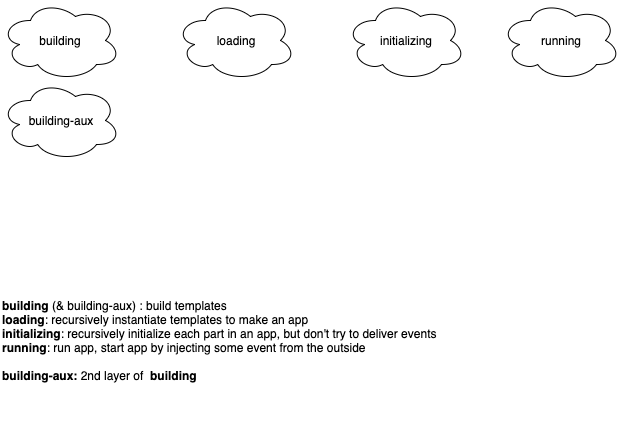 building
loading
initializing
running
building-aux
building (& building-aux) : build templates
loading: recursively instantiate templates to make an app
initializing: recursively initialize each part in an app, but don't try to deliver events
running: run app, start app by injecting some event from the outside
building-aux: 2nd layer of building